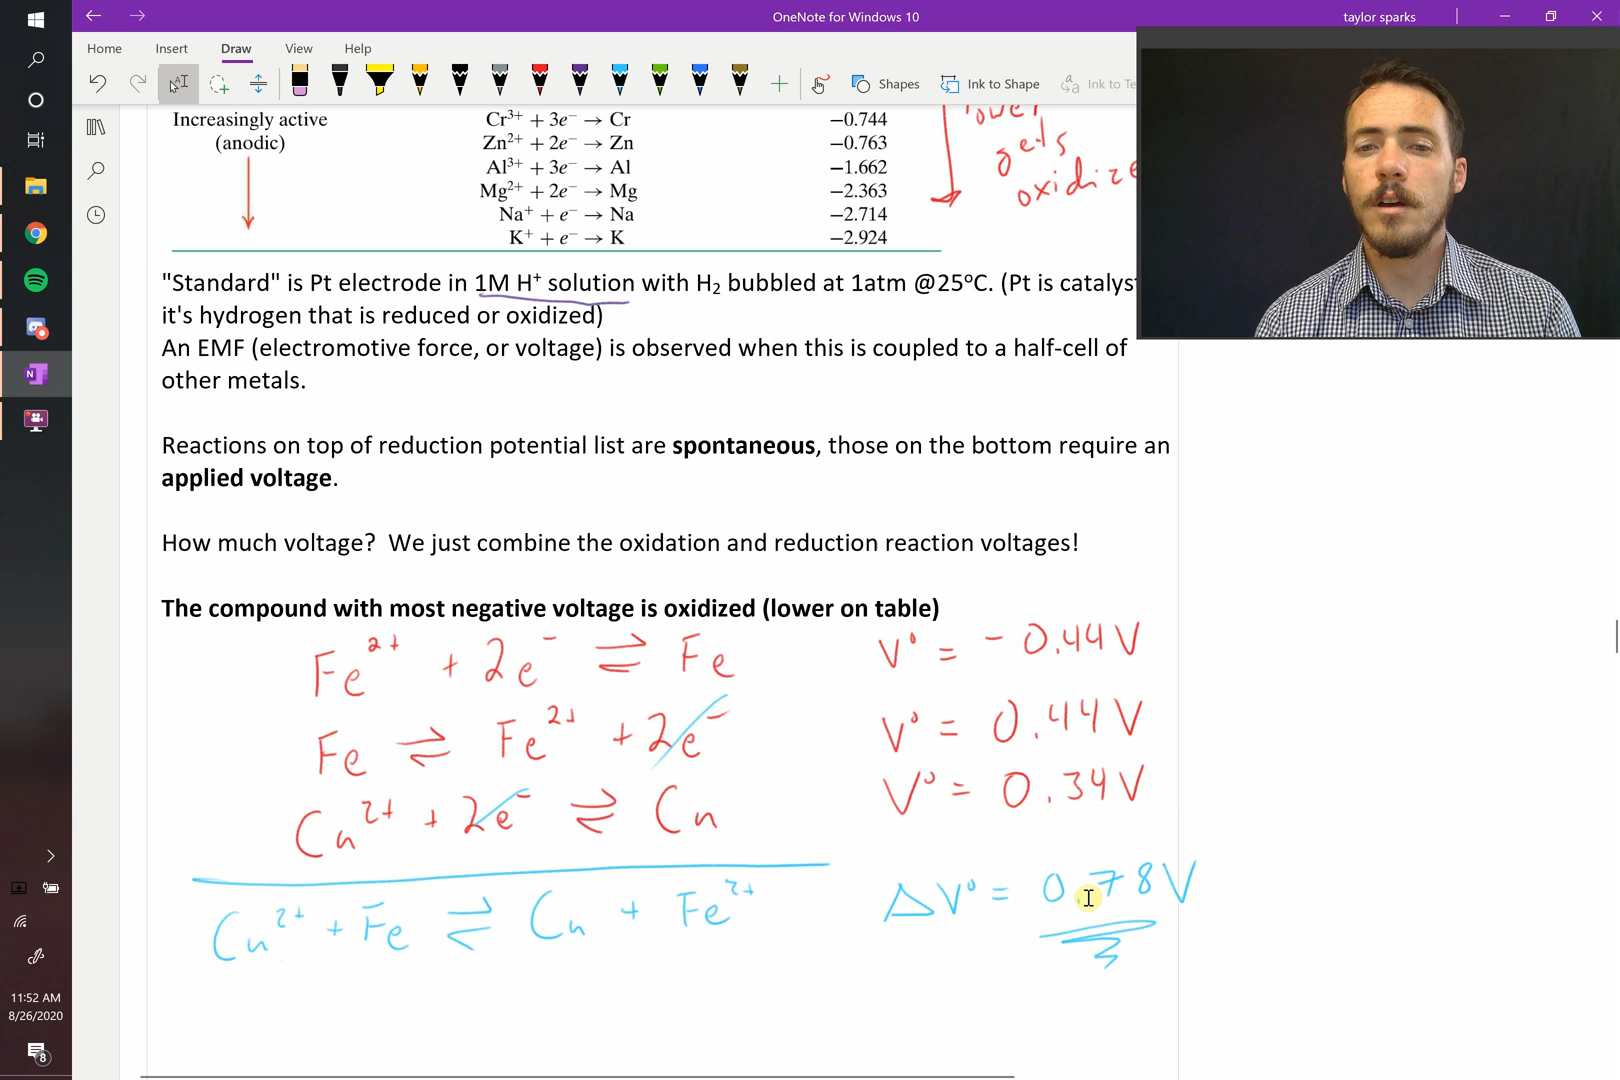 OneNote for Windows 10
taylor sparks
Home Insert Draw View Help
Shapes
Ink to Shape
Ink to Te
Increasingly active
(anodic)
Cr³⁺ + 3e⁻ → Cr −0.744
Zn²⁺ + 2e⁻ → Zn −0.763
Al³⁺ + 3e⁻ → Al −1.662
Mg²⁺ + 2e⁻ → Mg −2.363
Na⁺ + e⁻ → Na −2.714
K⁺ + e⁻ → K −2.924
lower
gets
oxidize
"Standard" is Pt electrode in 1M H⁺ solution with H₂ bubbled at 1atm @25°C. (Pt is catalyst
it's hydrogen that is reduced or oxidized)
An EMF (electromotive force, or voltage) is observed when this is coupled to a half-cell of
other metals.
Reactions on top of reduction potential list are spontaneous, those on the bottom require an
applied voltage.
How much voltage? We just combine the oxidation and reduction reaction voltages!
The compound with most negative voltage is oxidized (lower on table)
Fe²⁺ + 2e⁻ ⇌ Fe V° = −0.44V
Fe ⇌ Fe²⁺ + 2e⁻ V° = 0.44V
Cu²⁺ + 2e⁻ ⇌ Cu V° = 0.34V
Cu²⁺ + Fe ⇌ Cu + Fe²⁺ ΔV° = 0.78V
11:52 AM
8/26/2020
8